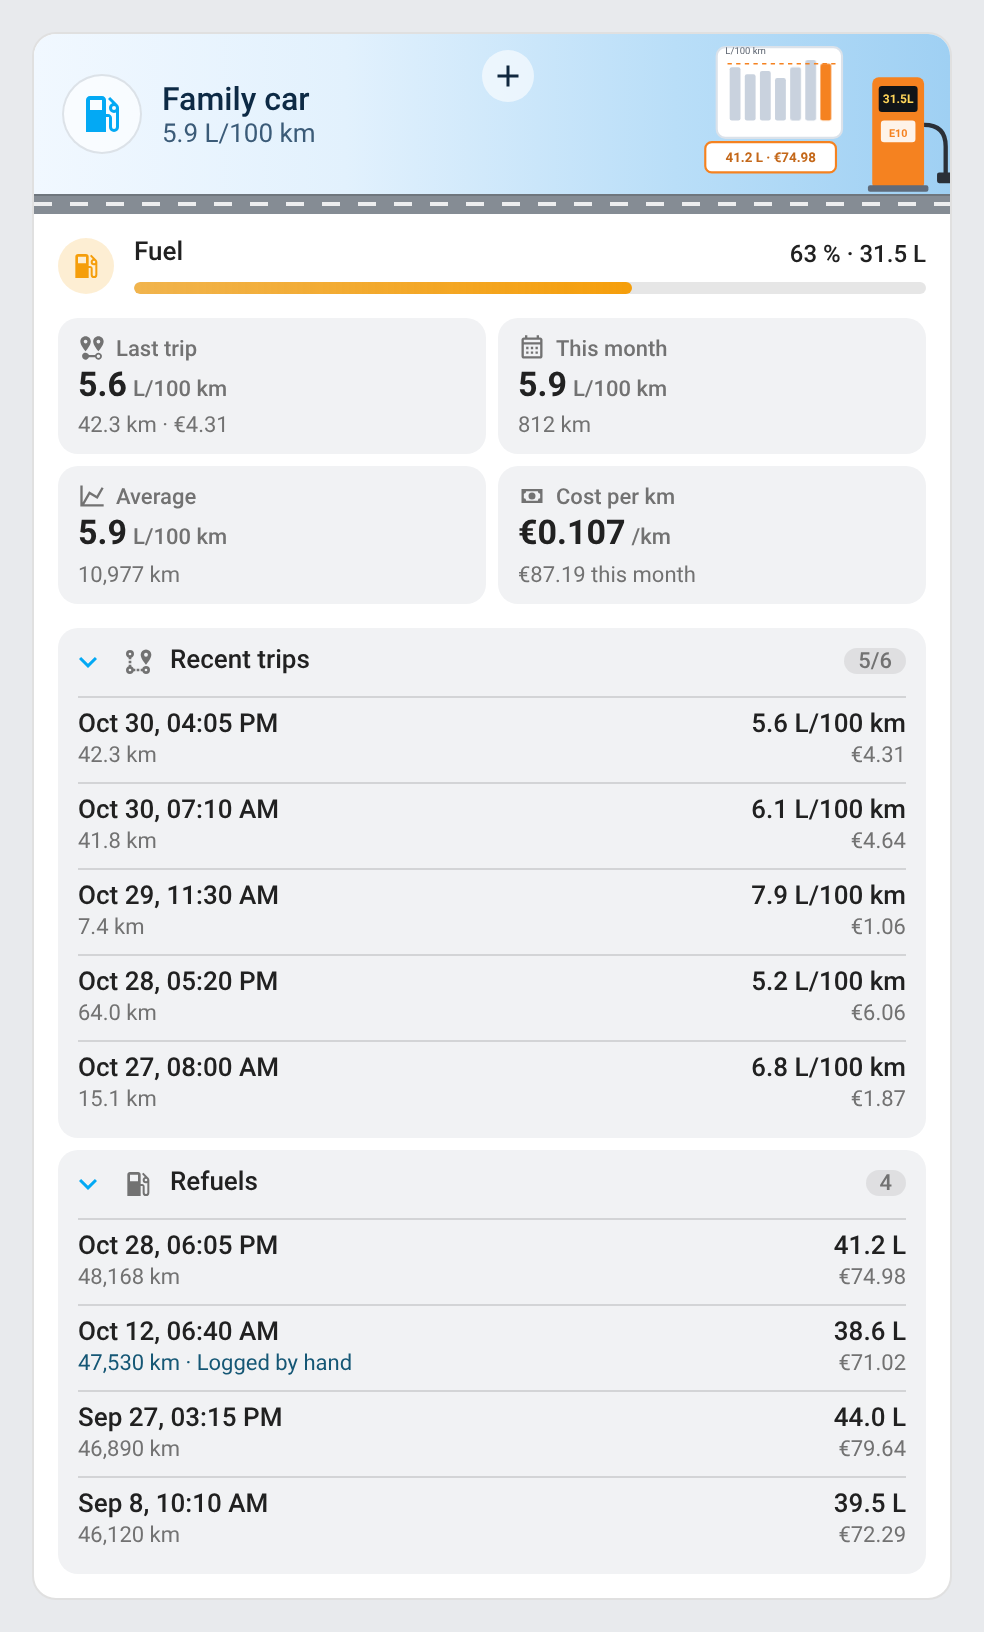 Family car
5.9 L/100 km
L/100 km
41.2 L · €74.98
31.5L
E10
Fuel
63 % · 31.5 L
Last trip
5.6 L/100 km
42.3 km · €4.31
This month
5.9 L/100 km
812 km
Average
5.9 L/100 km
10,977 km
Cost per km
€0.107 /km
€87.19 this month
Recent trips
5/6
Oct 30, 04:05 PM
5.6 L/100 km
42.3 km
€4.31
Oct 30, 07:10 AM
6.1 L/100 km
41.8 km
€4.64
Oct 29, 11:30 AM
7.9 L/100 km
7.4 km
€1.06
Oct 28, 05:20 PM
5.2 L/100 km
64.0 km
€6.06
Oct 27, 08:00 AM
6.8 L/100 km
15.1 km
€1.87
Refuels
4
Oct 28, 06:05 PM
41.2 L
48,168 km
€74.98
Oct 12, 06:40 AM
38.6 L
47,530 km · Logged by hand
€71.02
Sep 27, 03:15 PM
44.0 L
46,890 km
€79.64
Sep 8, 10:10 AM
39.5 L
46,120 km
€72.29